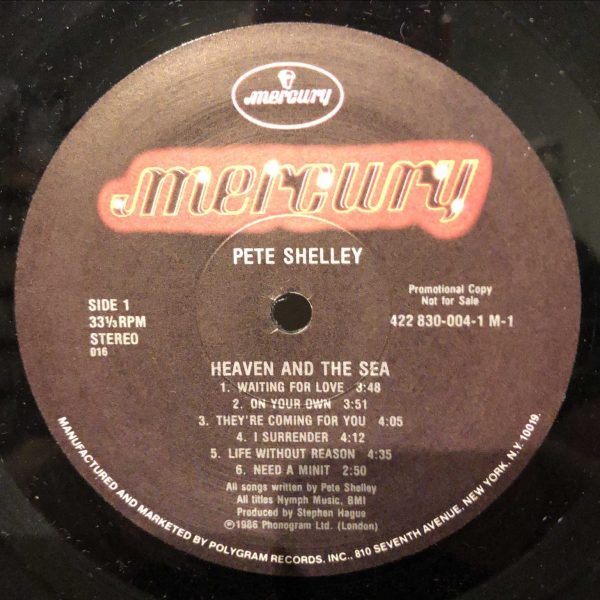 mercury
mercury
PETE SHELLEY
SIDE 1
33⅓ RPM
STEREO
016
Promotional Copy
Not for Sale
422 830-004-1 M-1
HEAVEN AND THE SEA
1. WAITING FOR LOVE 3:48
2. ON YOUR OWN 3:51
3. THEY'RE COMING FOR YOU 4:05
4. I SURRENDER 4:12
5. LIFE WITHOUT REASON 4:35
6. NEED A MINIT 2:50
All songs written by Pete Shelley
All titles Nymph Music, BMI
Produced by Stephen Hague
℗1986 Phonogram Ltd. (London)
MANUFACTURED AND MARKETED BY POLYGRAM RECORDS. INC., 810 SEVENTH AVENUE, NEW YORK, N.Y. 10019.